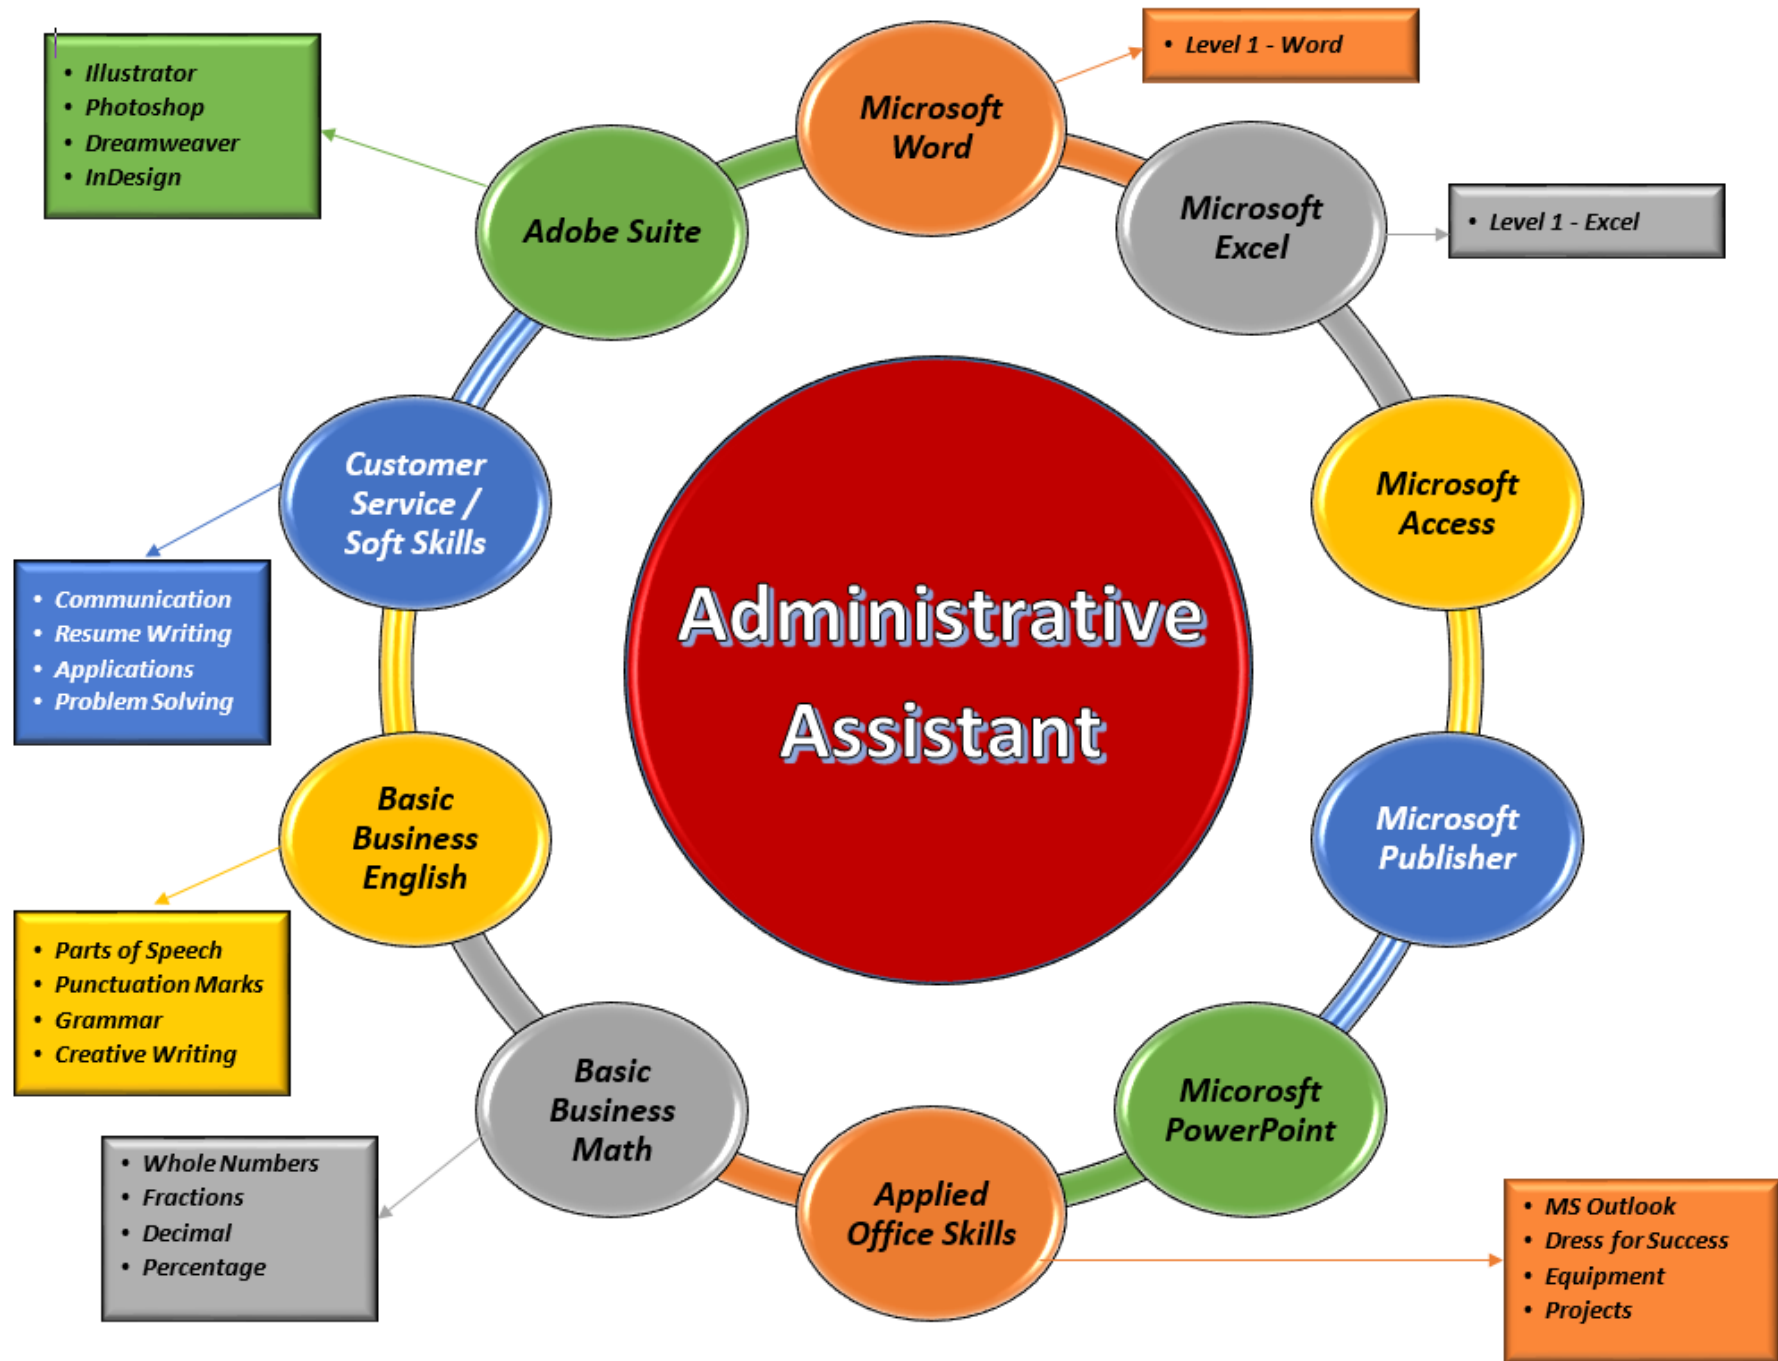 • Illustrator
• Photoshop
• Dreamweaver
• InDesign
Microsoft
Word
• Level 1 - Word
Adobe Suite
Microsoft
Excel
• Level 1 - Excel
Customer
Service /
Soft Skills
Microsoft
Access
• Communication
• Resume Writing
• Applications
• Problem Solving
Administrative
Assistant
Basic
Business
English
Microsoft
Publisher
• Parts of Speech
• Punctuation Marks
• Grammar
• Creative Writing
Basic
Business
Math
Micorosft
PowerPoint
• Whole Numbers
• Fractions
• Decimal
• Percentage
Applied
Office Skills
• MS Outlook
• Dress for Success
• Equipment
• Projects